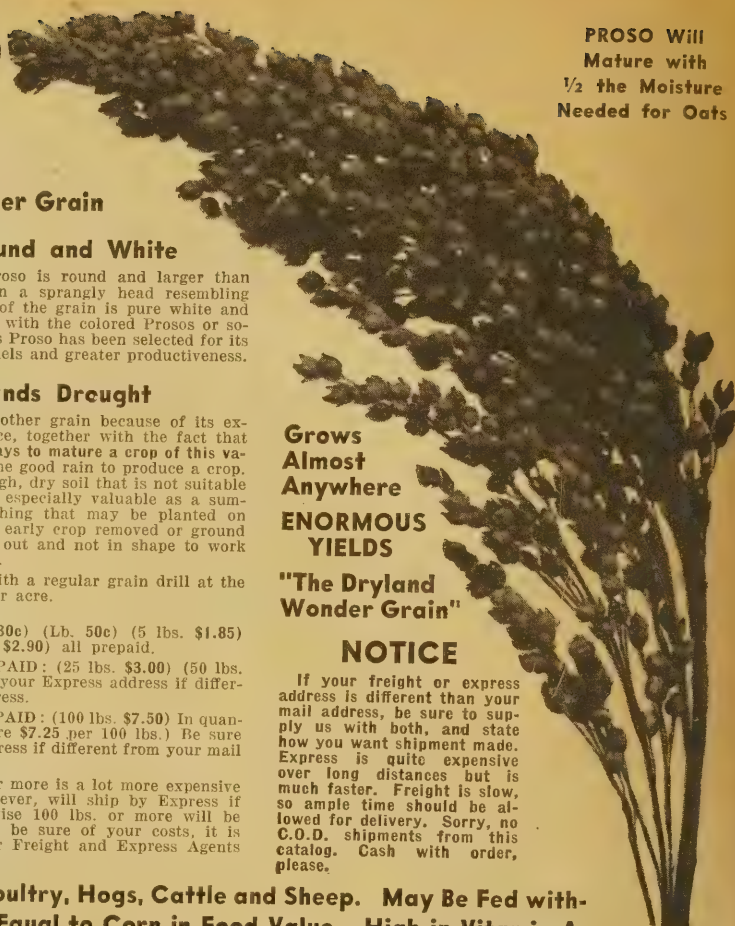 PROSO Will
Mature with
½ the Moisture
Needed for Oats
er Grain
und and White
roso is round and larger than
n a sprangly head resembling
of the grain is pure white and
with the colored Prosos or so-
s Proso has been selected for its
els and greater productiveness.
nds Drought
other grain because of its ex-
ce, together with the fact that
ays to mature a crop of this va-
ne good rain to produce a crop.
gh, dry soil that is not suitable
especially valuable as a sum-
hing that may be planted on
early crop removed or ground
out and not in shape to work
ith a regular grain drill at the
r acre.
30c) (Lb. 50c) (5 lbs. $1.85)
$2.90) all prepaid.
PAID: (25 lbs. $3.00) (50 lbs.
your Express address if differ-
ress.
PAID: (100 lbs. $7.50) In quan-
re $7.25 per 100 lbs.) Be sure
ress if different from your mail
r more is a lot more expensive
ever, will ship by Express if
ise 100 lbs. or more will be
be sure of your costs, it is
r Freight and Express Agents
Grows
Almost
Anywhere
ENORMOUS
YIELDS
"The Dryland
Wonder Grain"
NOTICE
If your freight or express
address is different than your
mail address, be sure to sup-
ply us with both, and state
how you want shipment made.
Express is quite expensive
over long distances but is
much faster. Freight is slow,
so ample time should be al-
lowed for delivery. Sorry, no
C.O.D. shipments from this
catalog. Cash with order,
please.
oultry, Hogs, Cattle and Sheep. May Be Fed with-
Equal to Corn in Feed Value. High in Vitamin A